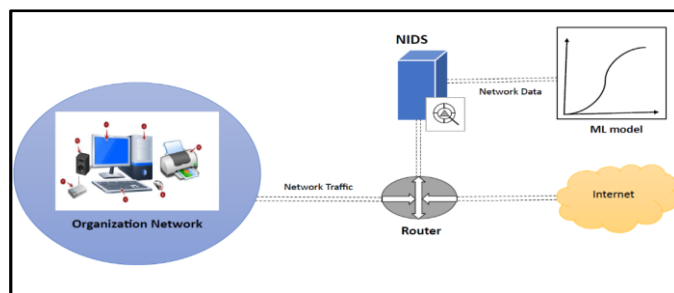 NIDS
Network Data
ML model
Network Traffic
Internet
Organization Network
Router